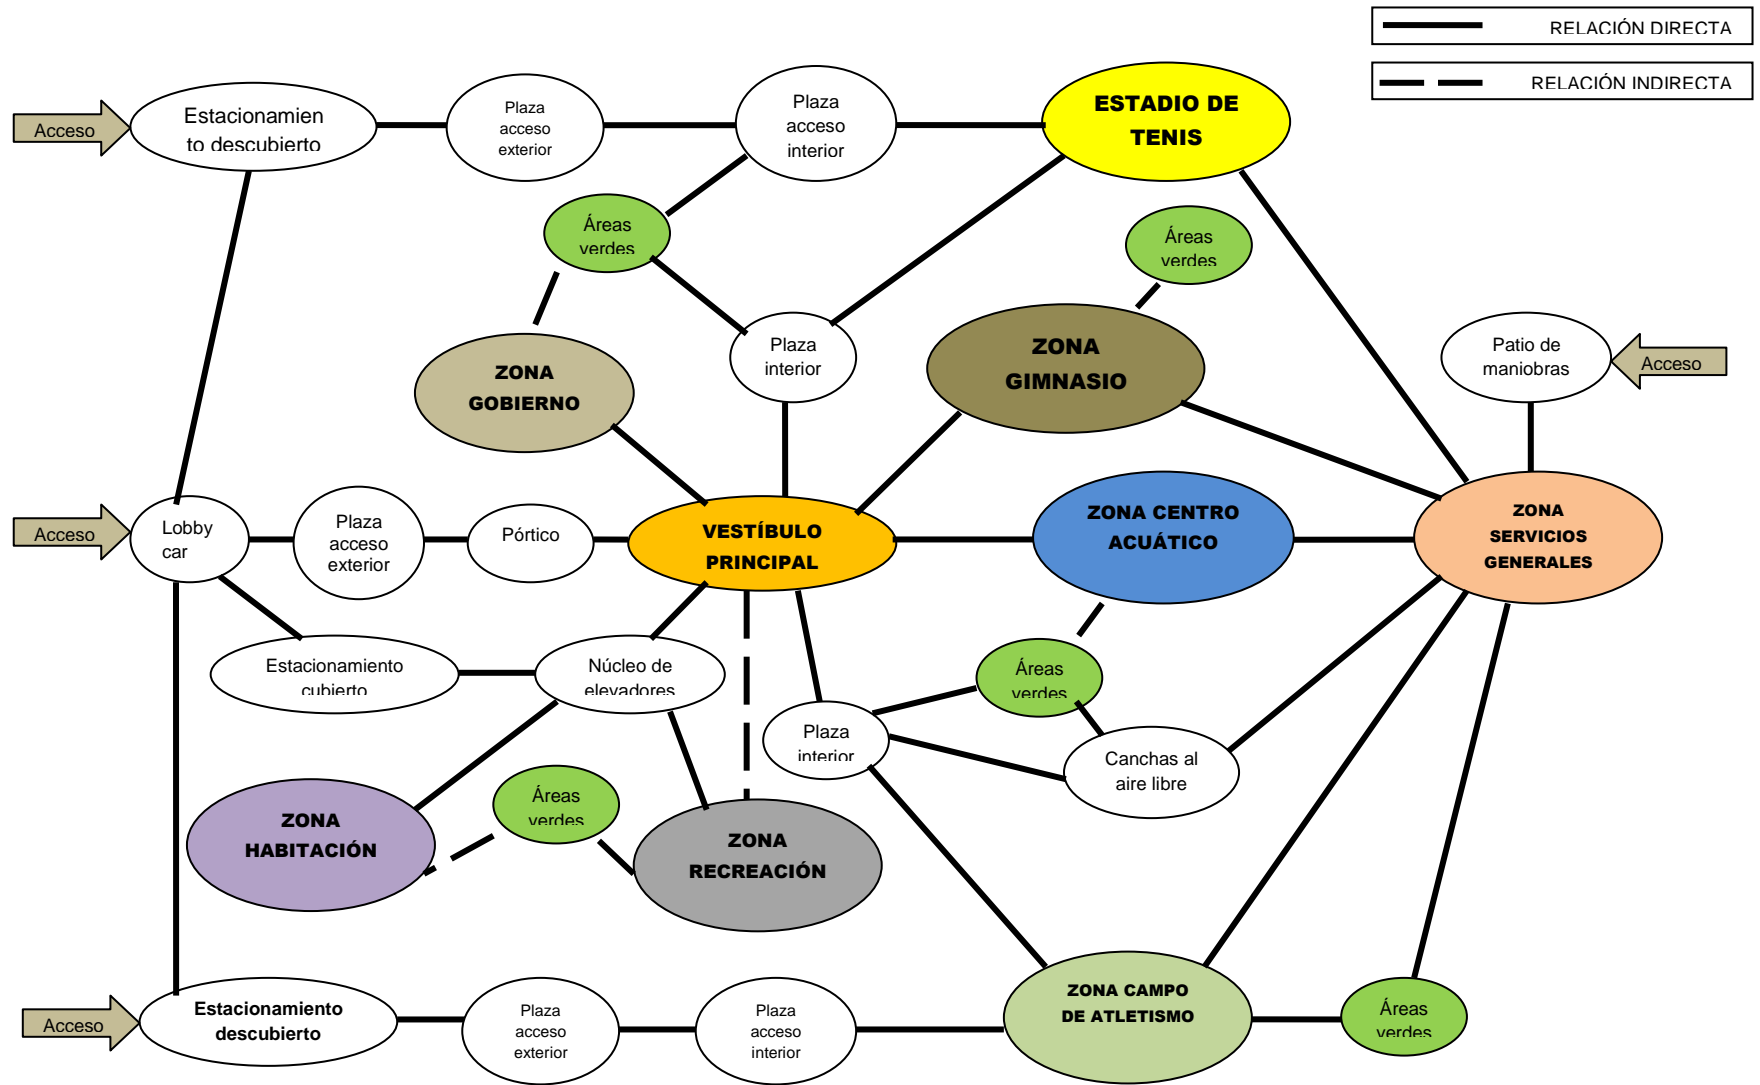 RELACIÓN DIRECTA
RELACIÓN INDIRECTA
Acceso
Estacionamien
to descubierto
Plaza
acceso
exterior
Plaza
acceso
interior
ESTADIO DE
TENIS
Áreas
verdes
Áreas
verdes
ZONA
GOBIERNO
Plaza
interior
ZONA
GIMNASIO
Patio de
maniobras
Acceso
Acceso
Lobby
car
Plaza
acceso
exterior
Pórtico
VESTÍBULO
PRINCIPAL
ZONA CENTRO
ACUÁTICO
ZONA
SERVICIOS
GENERALES
Estacionamiento
cubierto
Núcleo de
elevadores
Áreas
verdes
Plaza
interior
Canchas al
aire libre
ZONA
HABITACIÓN
Áreas
verdes
ZONA
RECREACIÓN
Acceso
Estacionamiento
descubierto
Plaza
acceso
exterior
Plaza
acceso
interior
ZONA CAMPO
DE ATLETISMO
Áreas
verdes